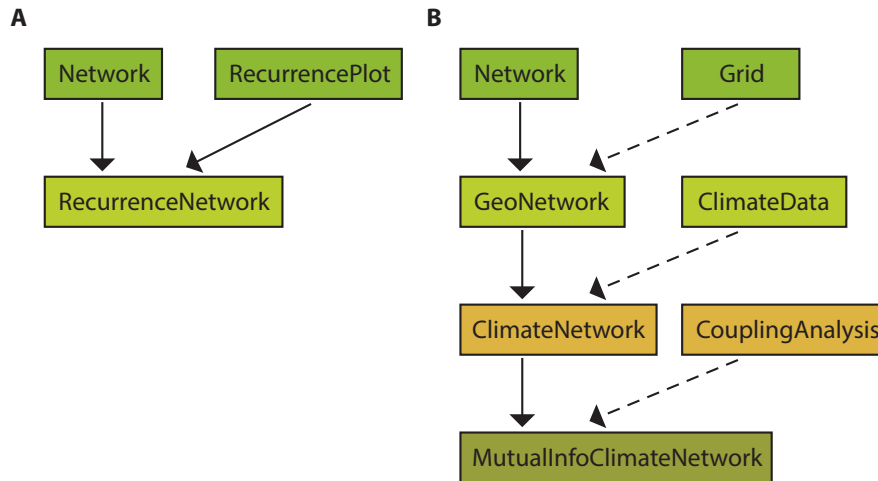 A
Network
RecurrencePlot
RecurrenceNetwork
B
Network
Grid
GeoNetwork
ClimateData
ClimateNetwork
CouplingAnalysis
MutualInfoClimateNetwork